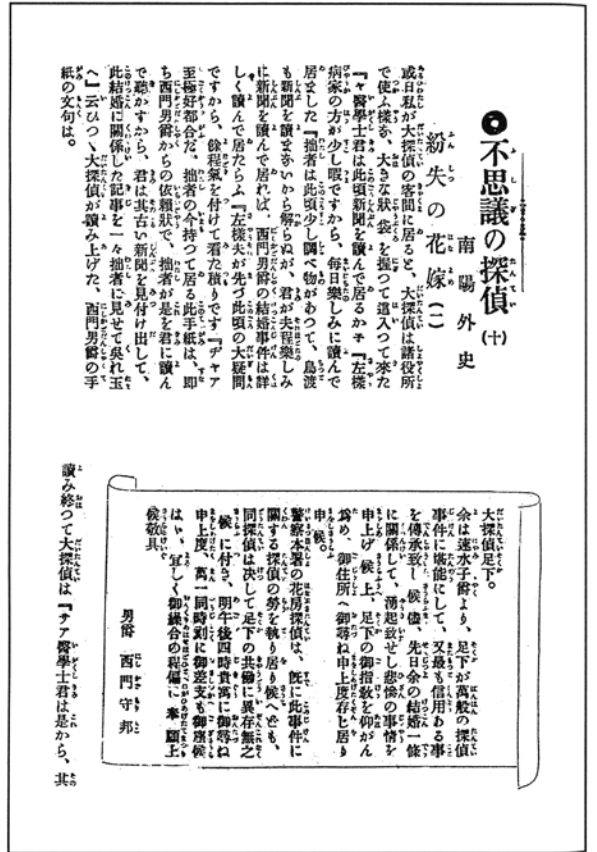 不思議の探偵(十)
南陽外史
紛失の花嫁(一)
或日私が大探偵の客間に居ると、大探偵は諸役所
で使ふ樣な、大きな狀袋を握つて這入つて來た
『ヤ醫學士君は此頃新聞を讀んで居るか子『左樣
病家の方が少し暇ですから、每日樂しみに讀んで
居ました『拙者は此頃少し調べ物があつて、鳥渡
も新聞を讀まないから解らぬが、君が夫程樂しみ
に新聞を讀んで居れば、西門男爵の結婚事件は詳
しく讀んで居たらふ『左樣夫が先づ此頃の大疑問
ですから、餘程氣を付けて看た積りです『ヂヤア
至極好都合だ。拙者の今持つて居る此手紙は、卽
ち西門男爵からの依賴狀で、拙者が是を君に讀ん
で聽かすから、君は其古い新聞を見付け出して、
此結婚に關係した記事を一々拙者に見せて吳れ玉
へ』云ひつゝ大探偵が讀み上げた、西門男爵の手
紙の文句は。
大探偵足下。
余は速水子爵より、足下が萬般の探偵
事件に堪能にして、又最も信用ある事
を傳承致し候儘、先日余の結婚一條
に關係して、湧起致せし悲慘の事情を
申上げ候上、足下の御指敎を仰がん
爲め、御住所へ御尋ね申上度存じ居り
申候。
警察本署の花房探偵は、旣に此事件に
關する探偵の勞を執り居り候へども、
同探偵は決して足下の共働に異存無之
候に付き、明午後四時貴寓に御尋ね
申上度、萬一同時刻に御差支も御座候
はゞ、宜しく御繰合の程偏に奉願上
候敬具
男爵 西門守邦
讀み終つて大探偵は『サア醫學士君は是から、其